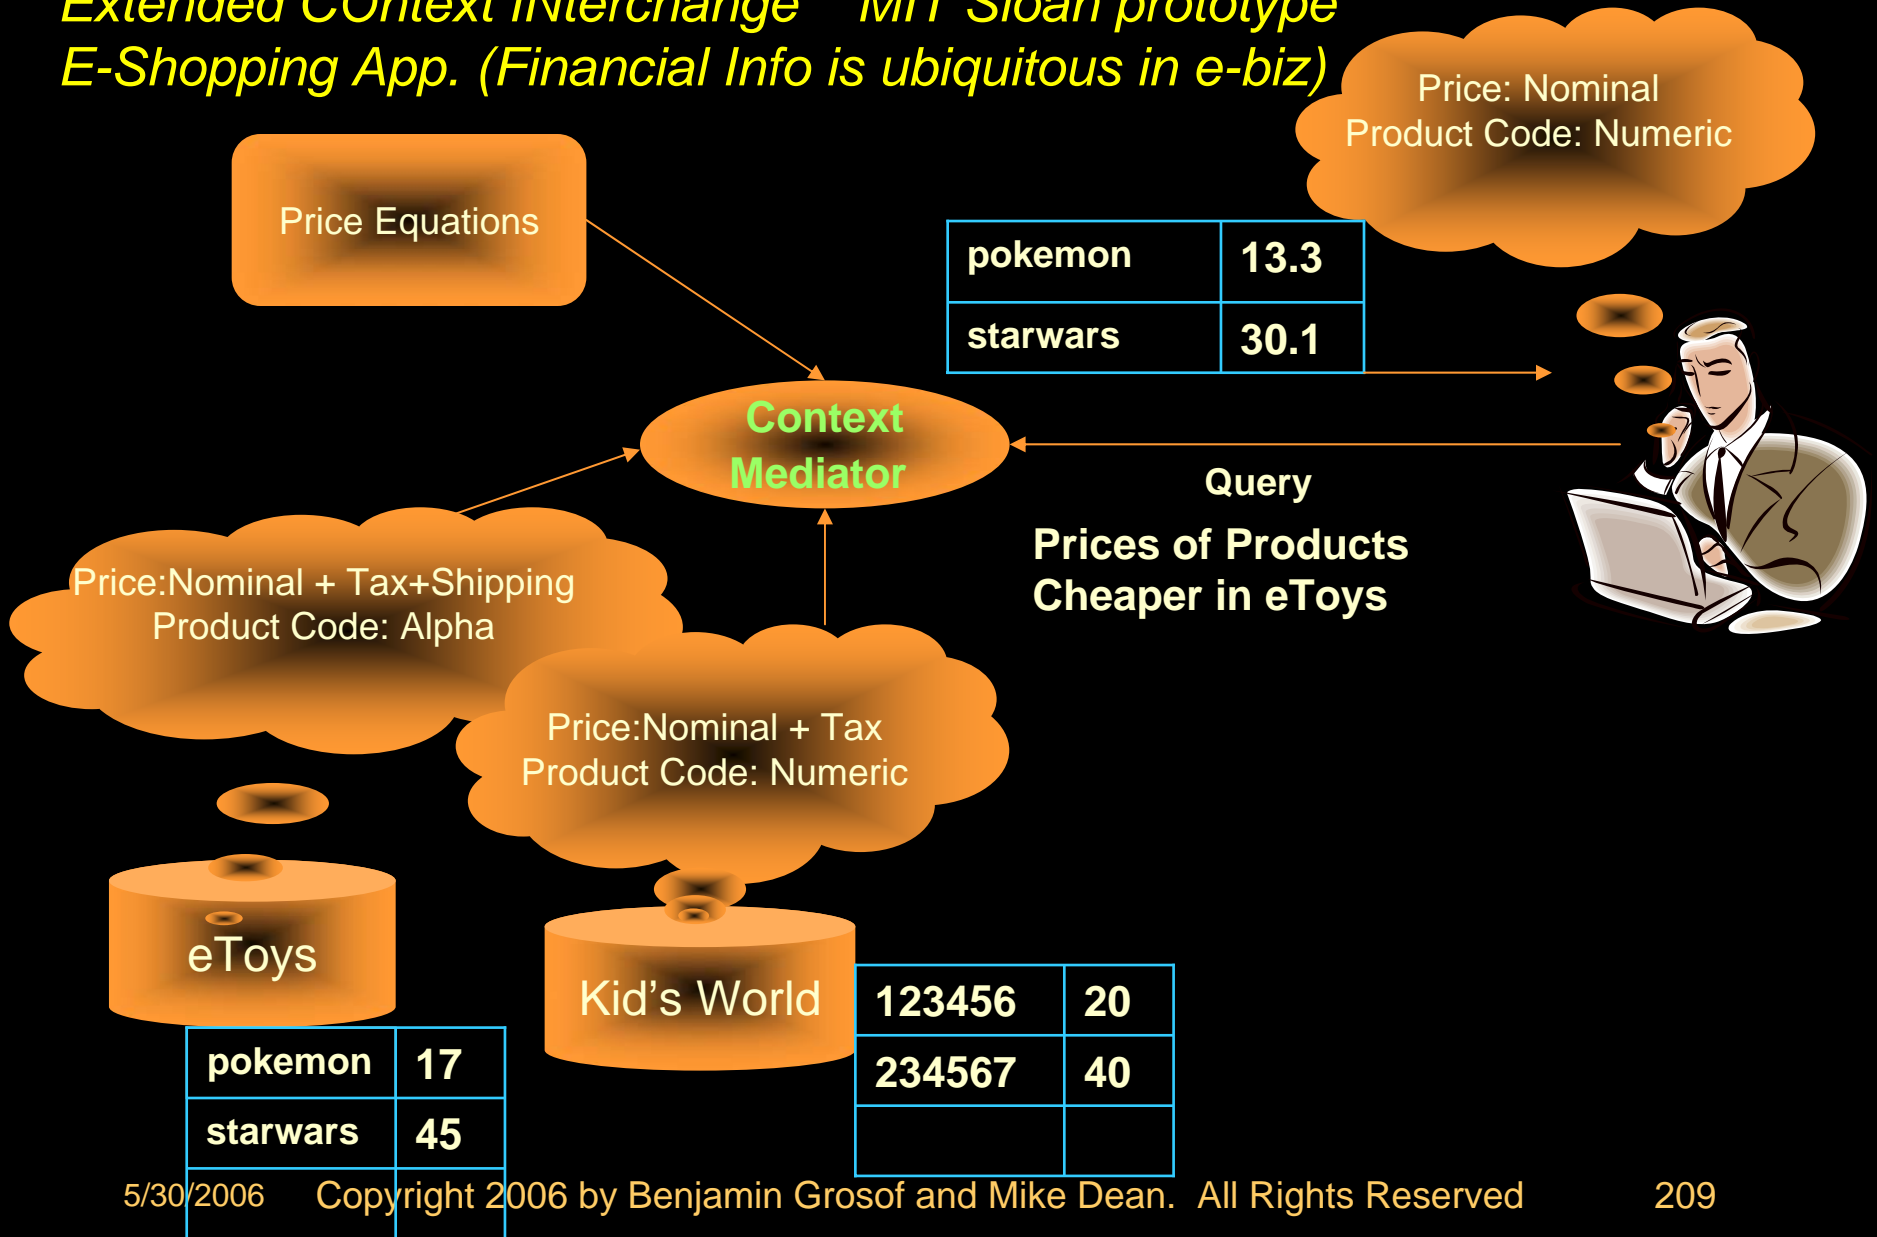 Extended COntext INterchange MIT Sloan prototype
E-Shopping App. (Financial Info is ubiquitous in e-biz)
Price: Nominal
Product Code: Numeric
Price Equations
pokemon 13.3
starwars 30.1
Context
Mediator
Query
Prices of Products
Cheaper in eToys
Price:Nominal + Tax+Shipping
Product Code: Alpha
Price:Nominal + Tax
Product Code: Numeric
eToys
Kid's World
123456 20
234567 40
pokemon 17
starwars 45
5/30/2006 Copyright 2006 by Benjamin Grosof and Mike Dean. All Rights Reserved 209